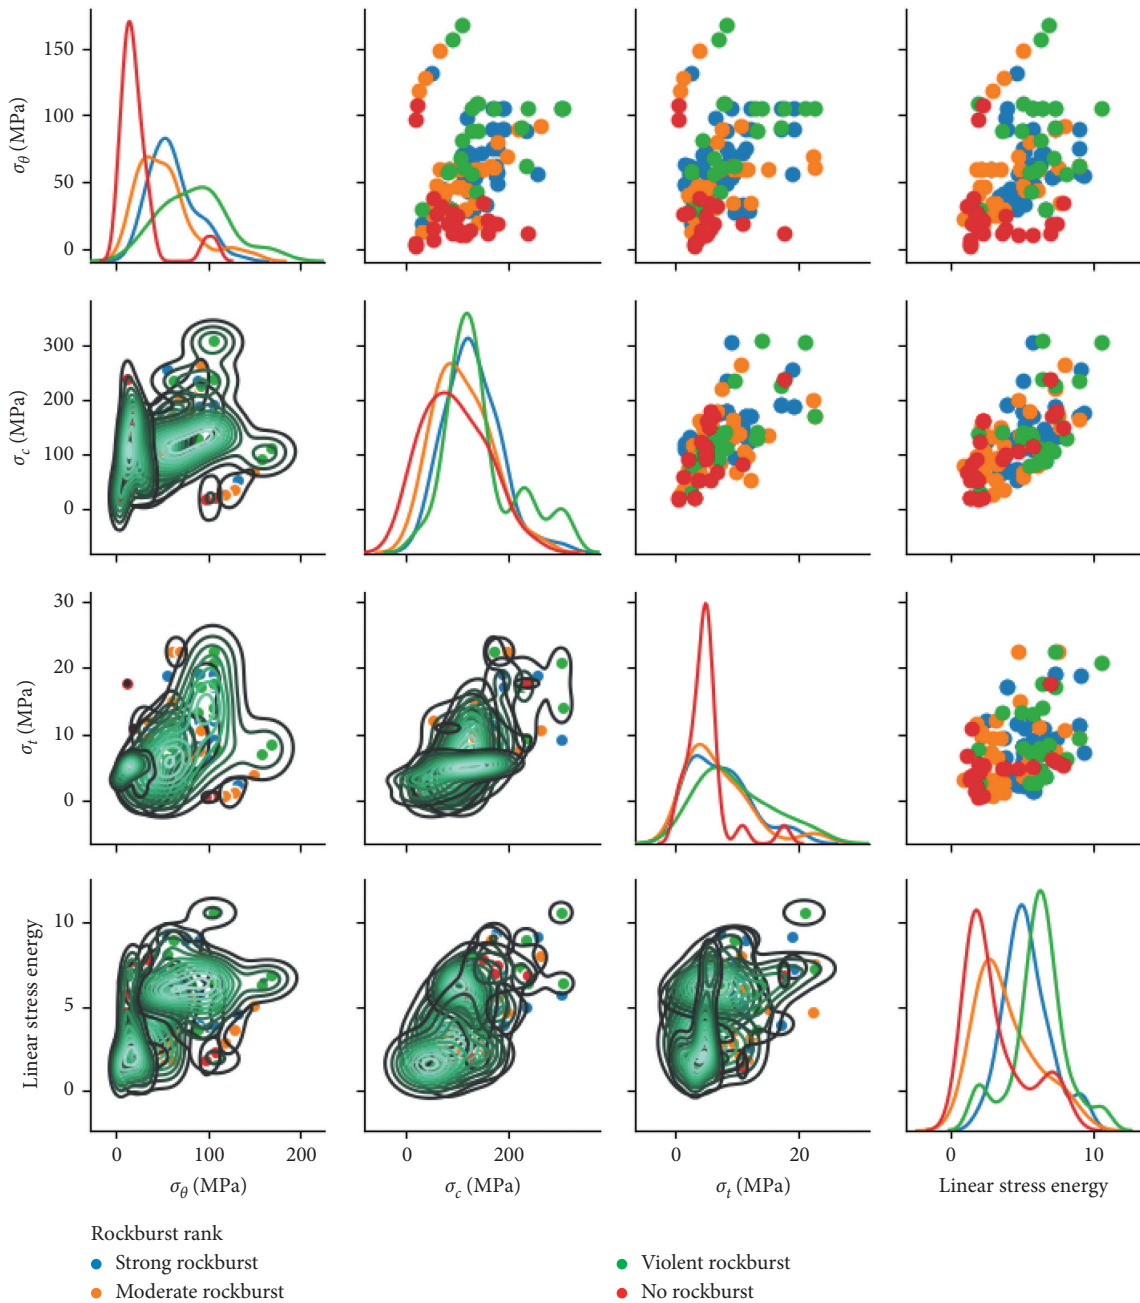 150
100
50
0
σθ (MPa)
300
200
100
0
σc (MPa)
30
20
10
0
σt (MPa)
10
5
0
Linear stress energy
0 100 200
0 200
0 20
0 10
σθ (MPa)
σc (MPa)
σt (MPa)
Linear stress energy
Rockburst rank
Strong rockburst
Moderate rockburst
Violent rockburst
No rockburst